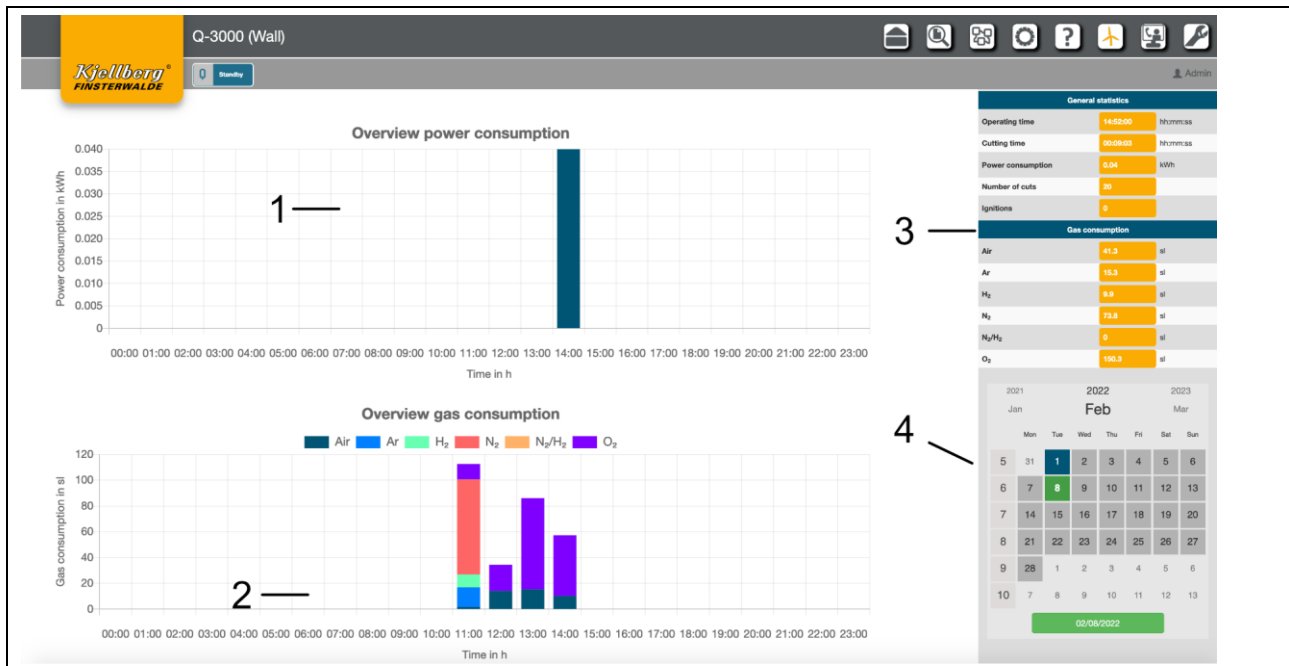 Q-3000 (Wall)
Kjellberg®
FINSTERWALDE
Standby
Admin
Overview power consumption
Power consumption in kWh
0.040
0.035
0.030
0.025
0.020
0.015
0.010
0.005
0
00:00 01:00 02:00 03:00 04:00 05:00 06:00 07:00 08:00 09:00 10:00 11:00 12:00 13:00 14:00 15:00 16:00 17:00 18:00 19:00 20:00 21:00 22:00 23:00
Time in h
1
Overview gas consumption
Air Ar H₂ N₂ N₂/H₂ O₂
Gas consumption in sl
120
100
80
60
40
20
0
00:00 01:00 02:00 03:00 04:00 05:00 06:00 07:00 08:00 09:00 10:00 11:00 12:00 13:00 14:00 15:00 16:00 17:00 18:00 19:00 20:00 21:00 22:00 23:00
Time in h
2
General statistics
Operating time 14:52:00 hh:mm:ss
Cutting time 00:09:03 hh:mm:ss
Power consumption 0.04 kWh
Number of cuts 20
Ignitions 0
3
Gas consumption
Air 41.3 sl
Ar 15.3 sl
H₂ 9.9 sl
N₂ 73.8 sl
N₂/H₂ 0 sl
O₂ 150.3 sl
4
2021 2022 2023
Jan Feb Mar
Mon Tue Wed Thu Fri Sat Sun
5 31 1 2 3 4 5 6
6 7 8 9 10 11 12 13
7 14 15 16 17 18 19 20
8 21 22 23 24 25 26 27
9 28 1 2 3 4 5 6
10 7 8 9 10 11 12 13
02/08/2022